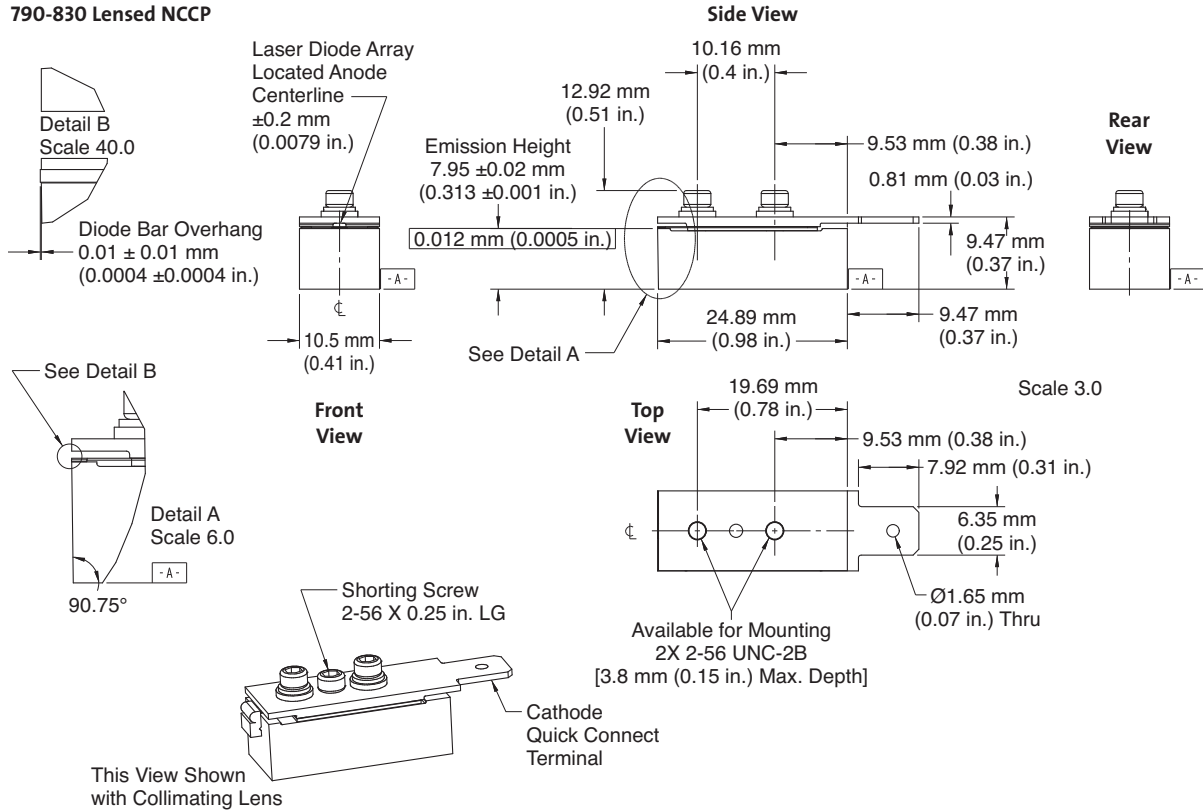 790-830 Lensed NCCP
Detail B
Scale 40.0
Diode Bar Overhang
0.01 ± 0.01 mm
(0.0004 ±0.0004 in.)
Laser Diode Array
Located Anode
Centerline
±0.2 mm
(0.0079 in.)
-A-
℄
10.5 mm
(0.41 in.)
Front
View
Side View
10.16 mm
(0.4 in.)
12.92 mm
(0.51 in.)
Emission Height
7.95 ±0.02 mm
(0.313 ±0.001 in.)
0.012 mm (0.0005 in.)
9.53 mm (0.38 in.)
0.81 mm (0.03 in.)
9.47 mm
(0.37 in.)
-A-
24.89 mm
(0.98 in.)
9.47 mm
(0.37 in.)
See Detail A
Rear
View
-A-
See Detail B
Detail A
Scale 6.0
-A-
90.75°
Scale 3.0
Top
View
19.69 mm
(0.78 in.)
9.53 mm (0.38 in.)
7.92 mm (0.31 in.)
℄
6.35 mm
(0.25 in.)
Ø1.65 mm
(0.07 in.) Thru
Available for Mounting
2X 2-56 UNC-2B
[3.8 mm (0.15 in.) Max. Depth]
Shorting Screw
2-56 X 0.25 in. LG
Cathode
Quick Connect
Terminal
This View Shown
with Collimating Lens